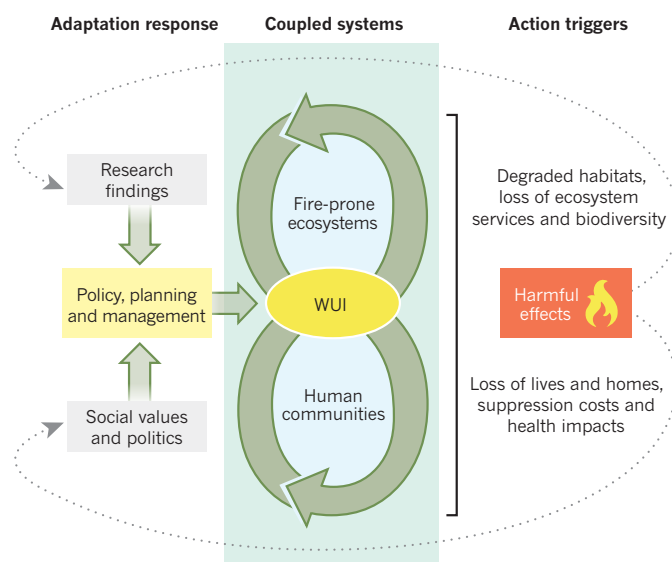 Adaptation response
Coupled systems
Action triggers
Research
findings
Policy, planning
and management
Social values
and politics
Fire-prone
ecosystems
WUI
Human
communities
Degraded habitats,
loss of ecosystem
services and biodiversity
Harmful
effects
Loss of lives and homes,
suppression costs and
health impacts